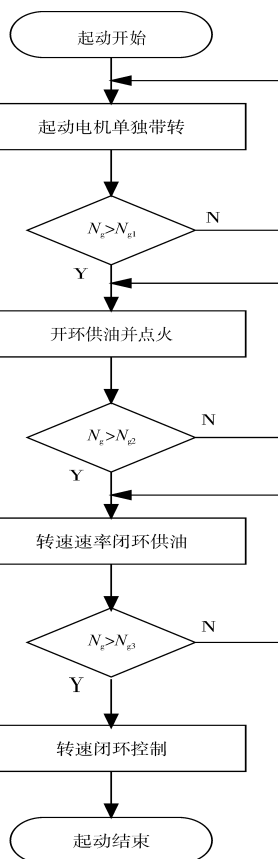 起动开始
起动电机单独带转
Ng>Ng1
N
Y
开环供油并点火
Ng>Ng2
N
Y
转速速率闭环供油
Ng>Ng3
N
Y
转速闭环控制
起动结束